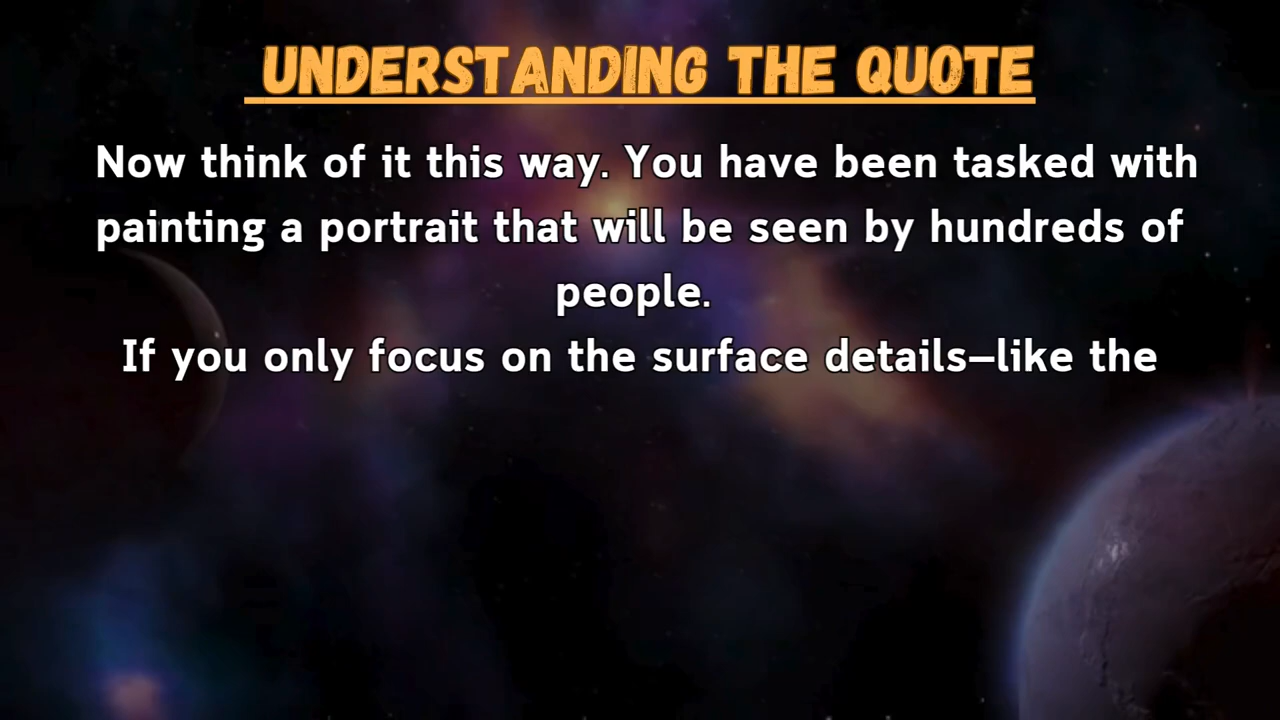 UNDERSTANDING THE QUOTE
Now think of it this way. You have been tasked with
painting a portrait that will be seen by hundreds of
people.
If you only focus on the surface details—like the